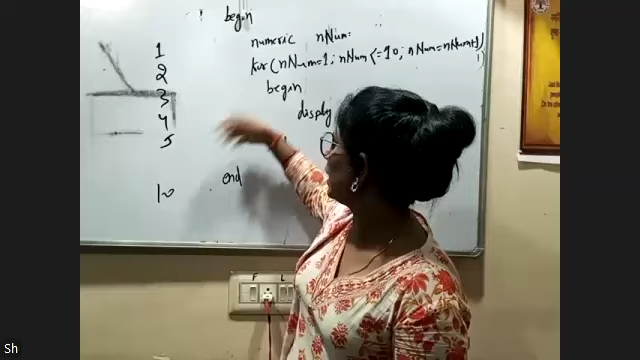 begin
numeric nNum
for(nNum=1; nNum<=10; nNum=nNum+1)
begin
display
end
1
2
3
4
5
10
F L
Sh